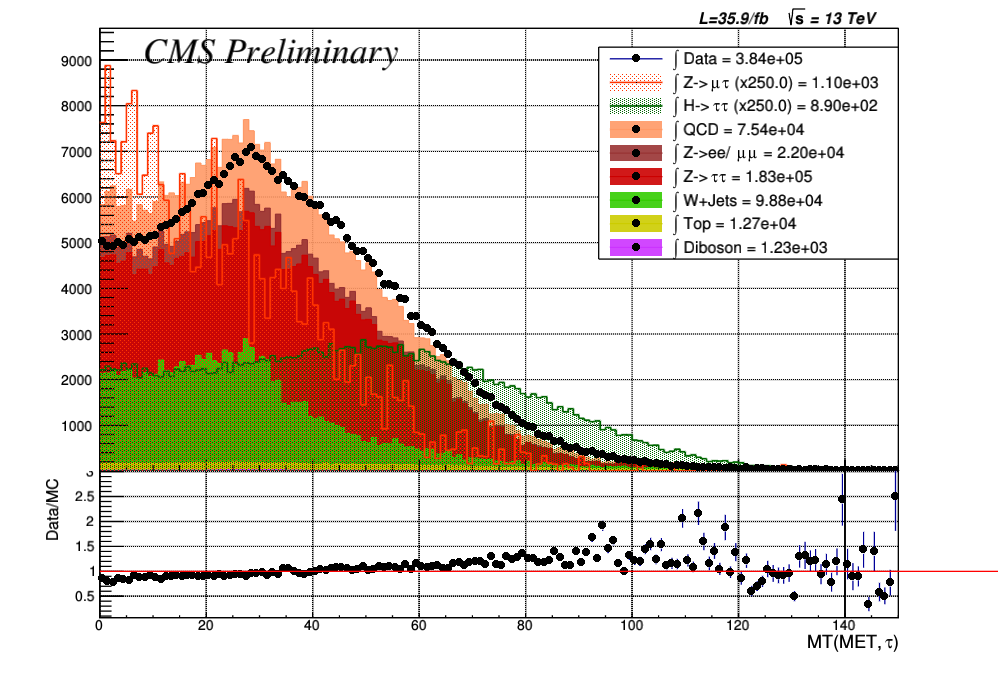 L=35.9/fb √s = 13 TeV
CMS Preliminary
∫ Data = 3.84e+05
∫ Z->μτ (x250.0) = 1.10e+03
∫ H->ττ (x250.0) = 8.90e+02
∫ QCD = 7.54e+04
∫ Z->ee/ μμ = 2.20e+04
∫ Z->ττ = 1.83e+05
∫ W+Jets = 9.88e+04
∫ Top = 1.27e+04
∫ Diboson = 1.23e+03
9000
8000
7000
6000
5000
4000
3000
2000
1000
Data/MC
3
2.5
2
1.5
1
0.5
0 20 40 60 80 100 120 140
MT(MET, τ)